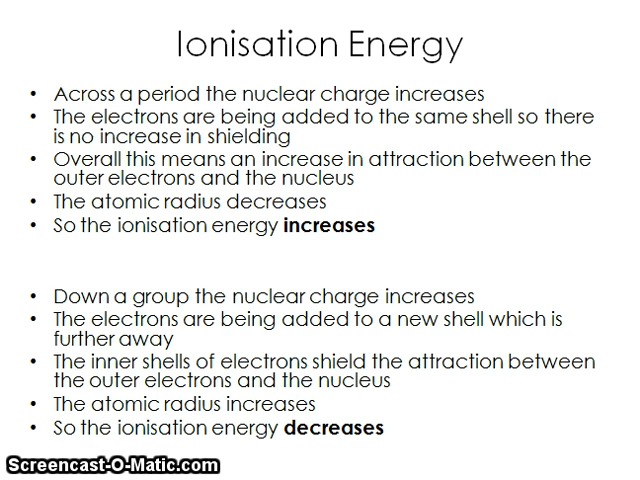 Ionisation Energy
• Across a period the nuclear charge increases
• The electrons are being added to the same shell so there
is no increase in shielding
• Overall this means an increase in attraction between the
outer electrons and the nucleus
• The atomic radius decreases
• So the ionisation energy increases
• Down a group the nuclear charge increases
• The electrons are being added to a new shell which is
further away
• The inner shells of electrons shield the attraction between
the outer electrons and the nucleus
• The atomic radius increases
• So the ionisation energy decreases
Screencast-O-Matic.com